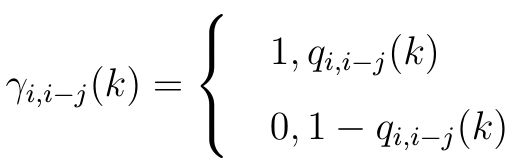 γ_{i,i−j}(k) = {
1, q_{i,i−j}(k)
0, 1 − q_{i,i−j}(k)